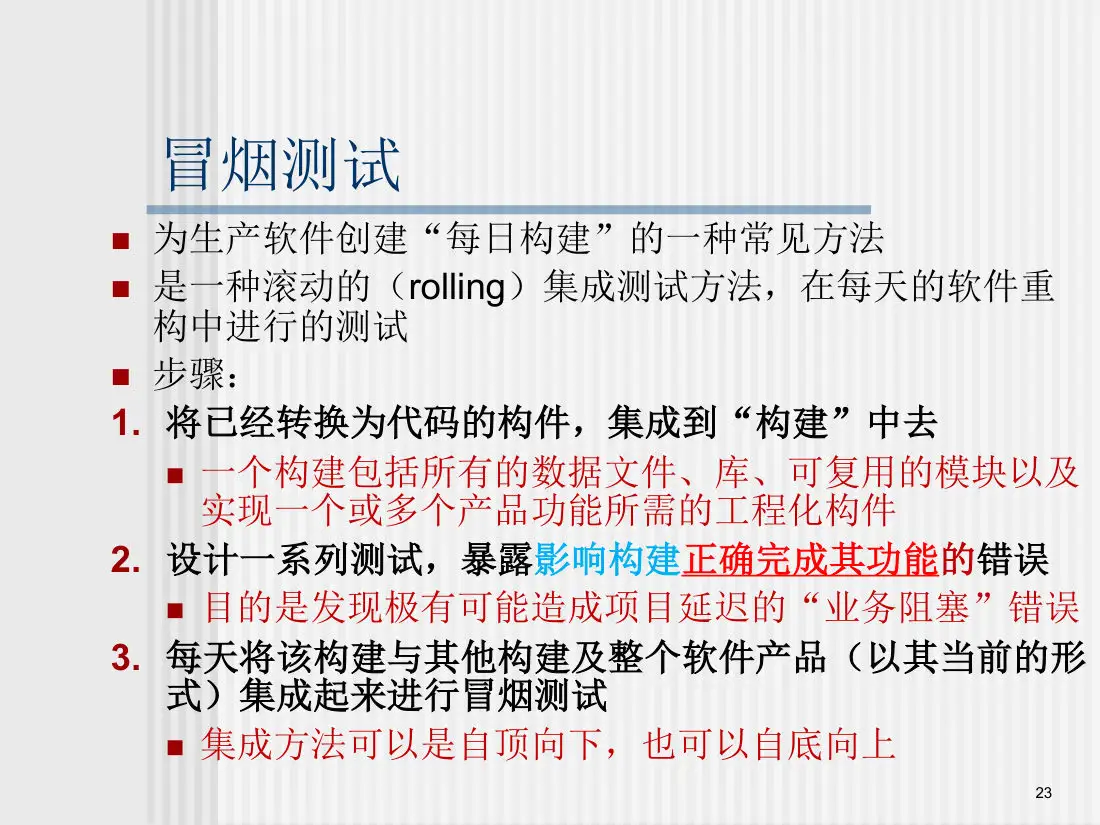 冒烟测试
■ 为生产软件创建“每日构建”的一种常见方法
■ 是一种滚动的（rolling）集成测试方法，在每天的软件重
构中进行的测试
■ 步骤：
1. 将已经转换为代码的构件，集成到“构建”中去
■ 一个构建包括所有的数据文件、库、可复用的模块以及
实现一个或多个产品功能所需的工程化构件
2. 设计一系列测试，暴露影响构建正确完成其功能的错误
■ 目的是发现极有可能造成项目延迟的“业务阻塞”错误
3. 每天将该构建与其他构建及整个软件产品（以其当前的形
式）集成起来进行冒烟测试
■ 集成方法可以是自顶向下，也可以自底向上
23